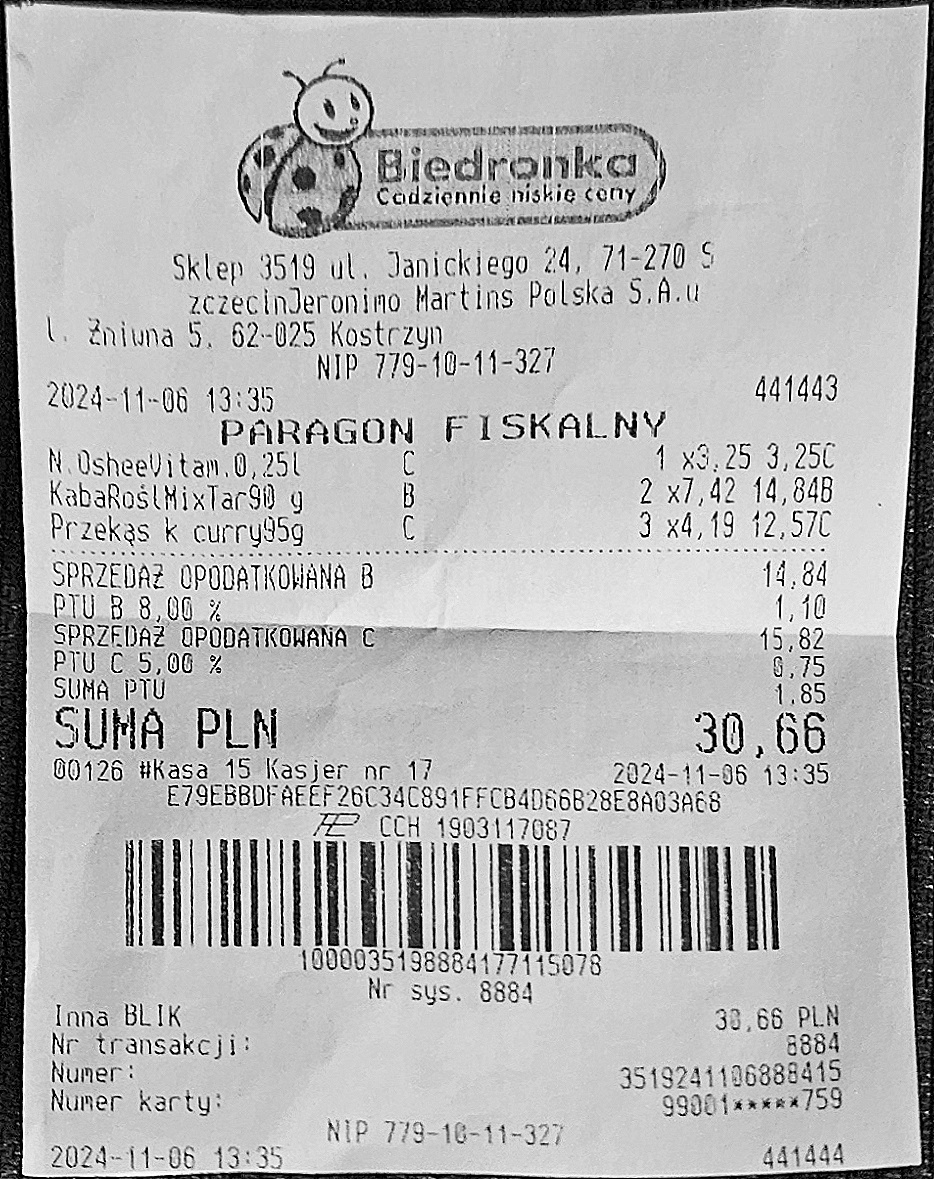 Biedronka
Codziennie niskie ceny
Sklep 3519 ul. Janickiego 24, 71-270 S
zczecinJeronimo Martins Polska S.A.u
l. Żniwna 5, 62-025 Kostrzyn
NIP 779-10-11-327
2024-11-06 13:35 441443
PARAGON FISKALNY
N.OsheeVitam.0,25l C 1 x3,25 3,25C
KabaRoślMixTar90 g B 2 x7,42 14,84B
Przekąs k curry95g C 3 x4,19 12,57C
SPRZEDAŻ OPODATKOWANA B 14,84
PTU B 8,00 % 1,10
SPRZEDAŻ OPODATKOWANA C 15,82
PTU C 5,00 % 0,75
SUMA PTU 1,85
SUMA PLN 30,66
00126 #Kasa 15 Kasjer nr 17 2024-11-06 13:35
E79EBBDFAEEF26C34C891FFCB4D66B28E8A03A68
CCH 1903117087
1000035198884177115078
Nr sys. 8884
Inna BLIK 30,66 PLN
Nr transakcji: 8884
Numer: 3519241106888415
Numer karty: 99001*****759
NIP 779-10-11-327
2024-11-06 13:35 441444